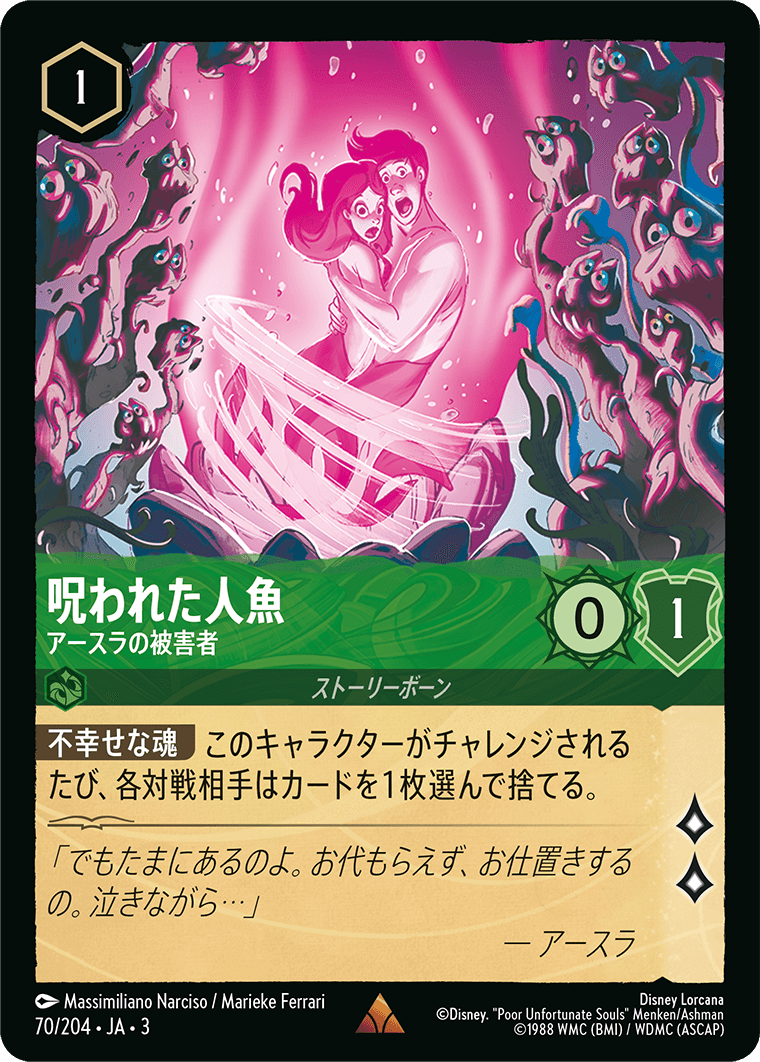 1
呪われた人魚
アースラの被害者
0
1
ストーリーボーン
不幸せな魂 このキャラクターがチャレンジされる
たび、各対戦相手はカードを1枚選んで捨てる。
「でもたまにあるのよ。お代もらえず、お仕置きする
の。泣きながら…」
— アースラ
Massimiliano Narciso / Marieke Ferrari
70/204 • JA • 3
Disney Lorcana
©Disney. "Poor Unfortunate Souls" Menken/Ashman
©1988 WMC (BMI) / WDMC (ASCAP)